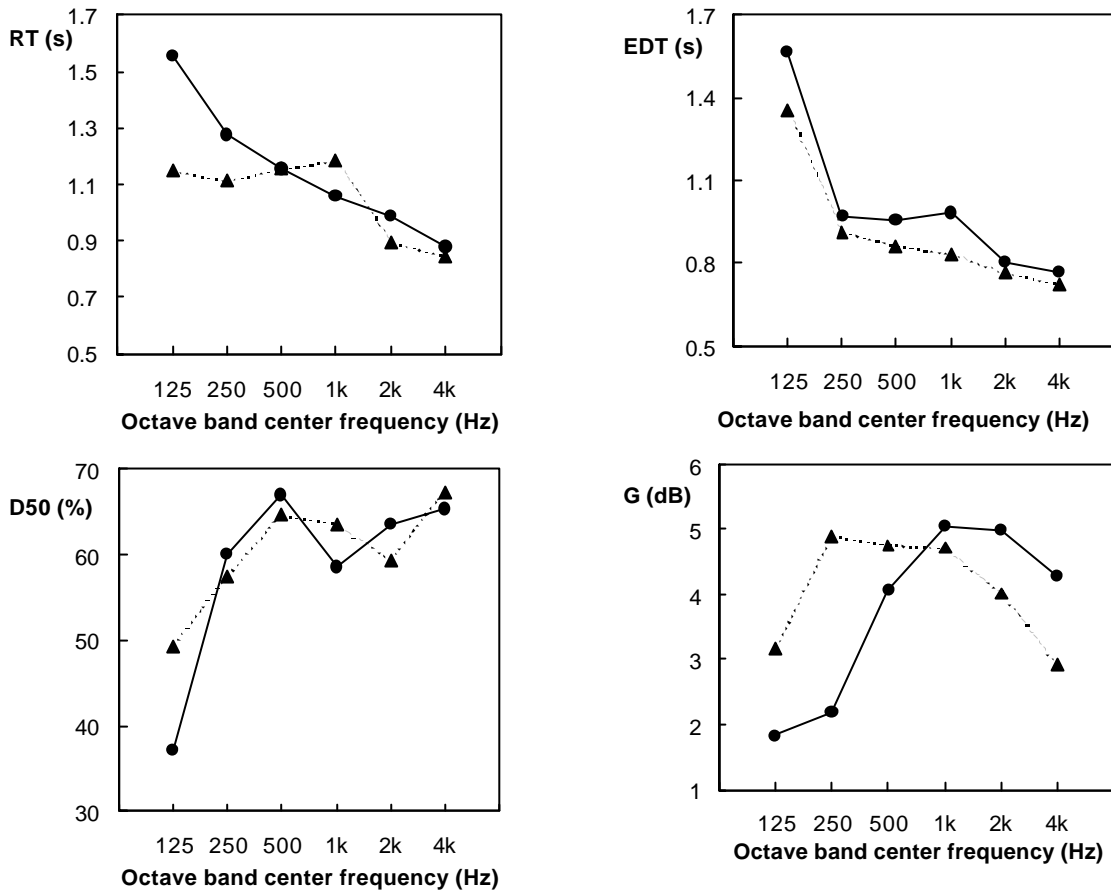 1.7
RT (s)
1.5
1.3
1.1
0.9
0.7
0.5
125 250 500 1k 2k 4k
Octave band center frequency (Hz)
1.7
EDT (s)
1.4
1.1
0.8
0.5
125 250 500 1k 2k 4k
Octave band center frequency (Hz)
70
D50 (%)
60
50
40
30
125 250 500 1k 2k 4k
Octave band center frequency (Hz)
6
G (dB)
5
4
3
2
1
125 250 500 1k 2k 4k
Octave band center frequency (Hz)